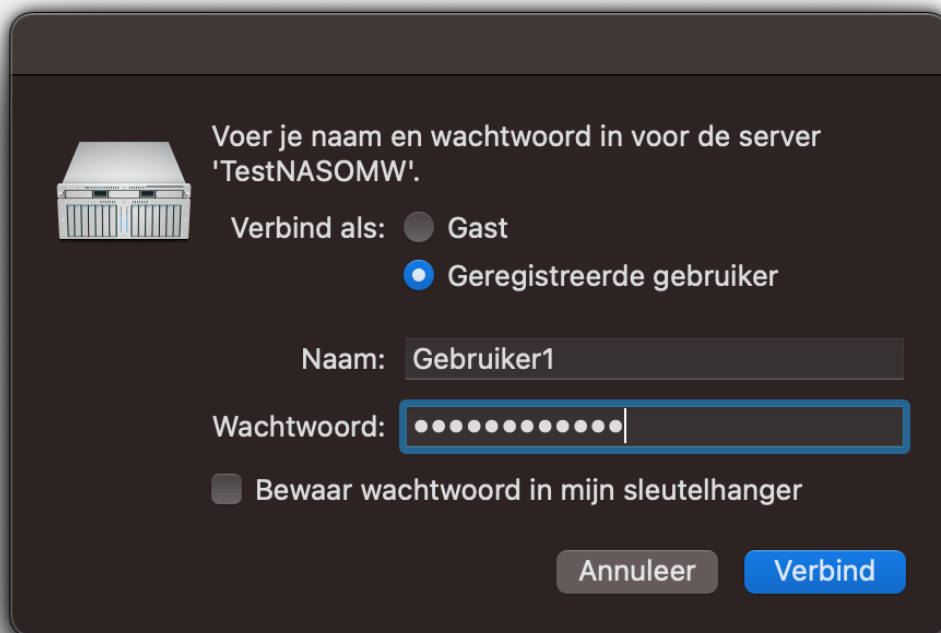 Voer je naam en wachtwoord in voor de server
'TestNASOMW'.
Verbind als: Gast
Geregistreerde gebruiker
Naam: Gebruiker1
Wachtwoord: ••••••••••••
Bewaar wachtwoord in mijn sleutelhanger
Annuleer Verbind